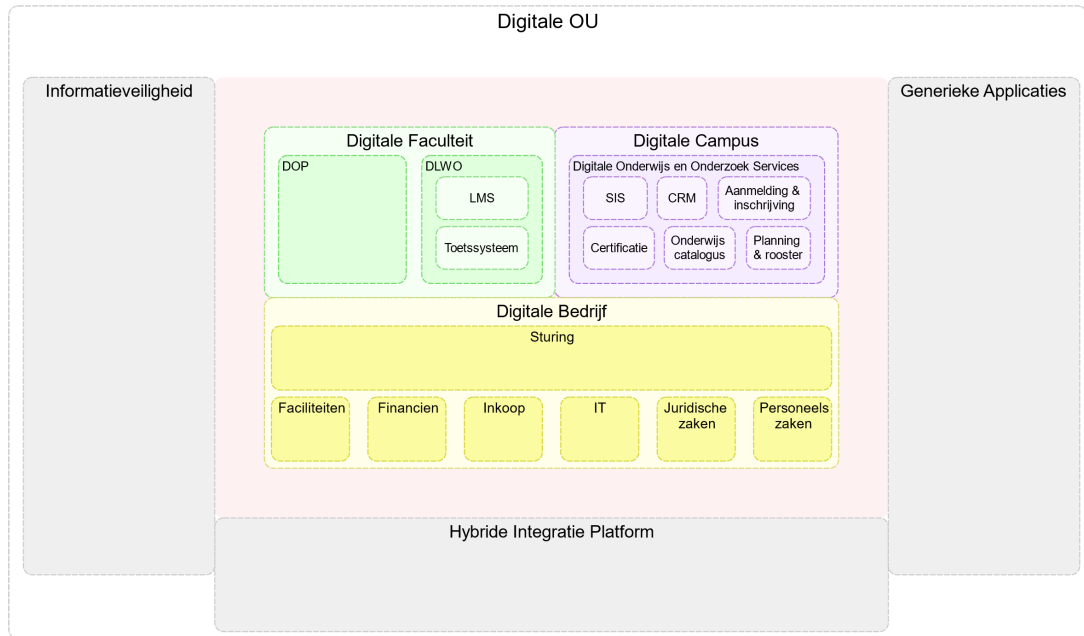 Digitale OU
Informatieveiligheid
Generieke Applicaties
Digitale Faculteit
Digitale Campus
DOP
DLWO
Digitale Onderwijs en Onderzoek Services
LMS
SIS
CRM
Aanmelding &
inschrijving
Toetssysteem
Certificatie
Onderwijs
catalogus
Planning
& rooster
Digitale Bedrijf
Sturing
Faciliteiten
Financien
Inkoop
IT
Juridische
zaken
Personeels
zaken
Hybride Integratie Platform